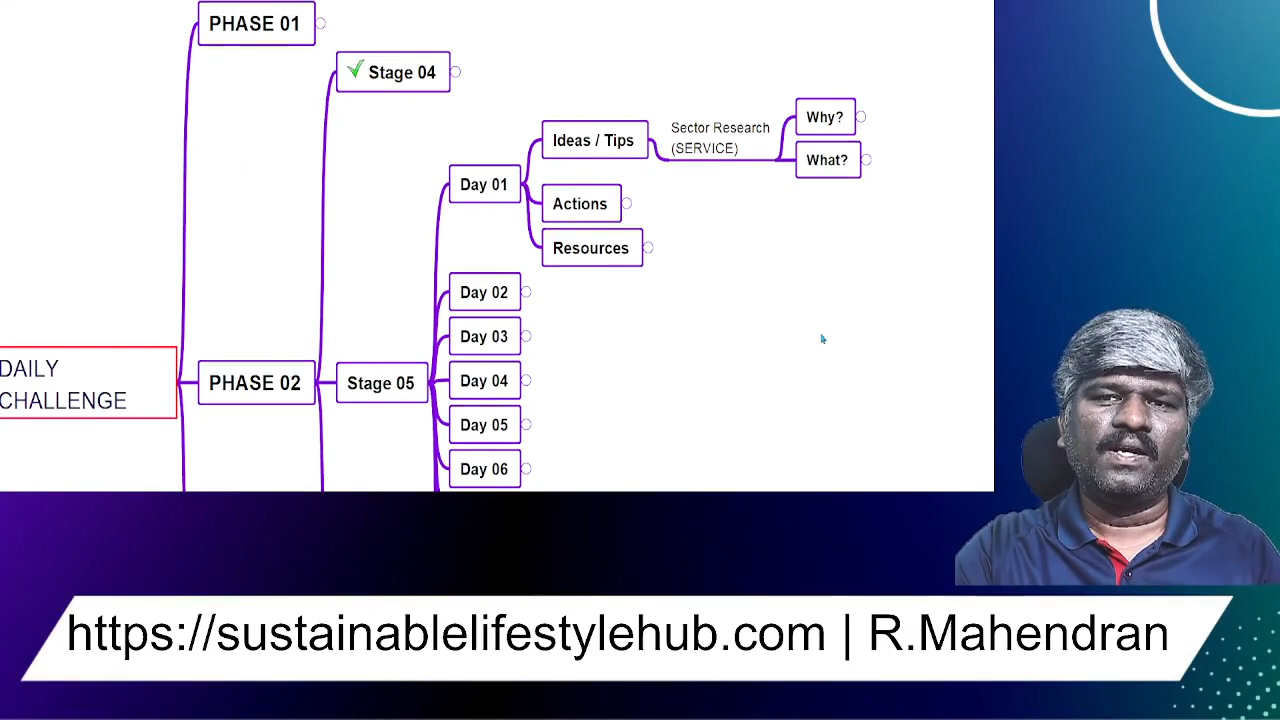 PHASE 01
Stage 04
Ideas / Tips
Sector Research
(SERVICE)
Why?
What?
Day 01
Actions
Resources
Day 02
Day 03
DAILY
CHALLENGE
PHASE 02
Stage 05
Day 04
Day 05
Day 06
https://sustainablelifestylehub.com | R.Mahendran